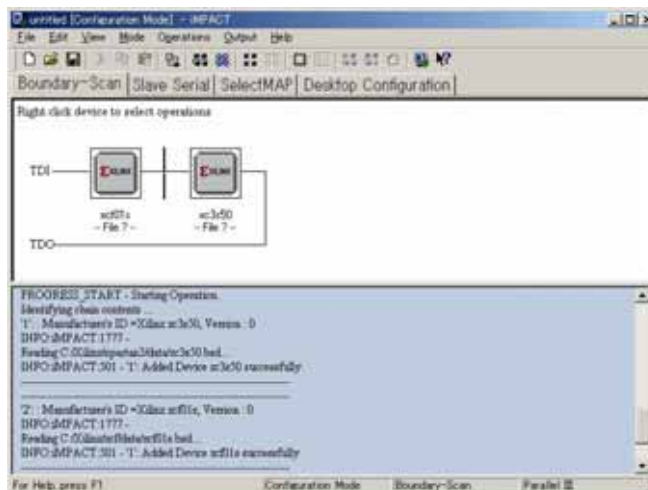 untitled [Configuration Mode] - iMPACT
File Edit View Mode Operations Output Help
Boundary-Scan Slave Serial SelectMAP Desktop Configuration
Right click device to select operations
TDI
XILINX XILINX
xcf01s xc3s50
- File ? - - File ? -
TDO
PROGRESS_START - Starting Operation.
Identifying chain contents ....
'1': : Manufacturer's ID =Xilinx xc3s50, Version : 0
INFO:iMPACT:1777 -
Reading C:/Xilinx/spartan3/data/xc3s50.bsd...
INFO:iMPACT:501 - '1': Added Device xc3s50 successfully.
'2': : Manufacturer's ID =Xilinx xcf01s, Version : 0
INFO:iMPACT:1777 -
Reading C:/Xilinx/xcf/data/xcf01s.bsd...
INFO:iMPACT:501 - '1': Added Device xcf01s successfully.
For Help, press F1 Configuration Mode Boundary-Scan Parallel III